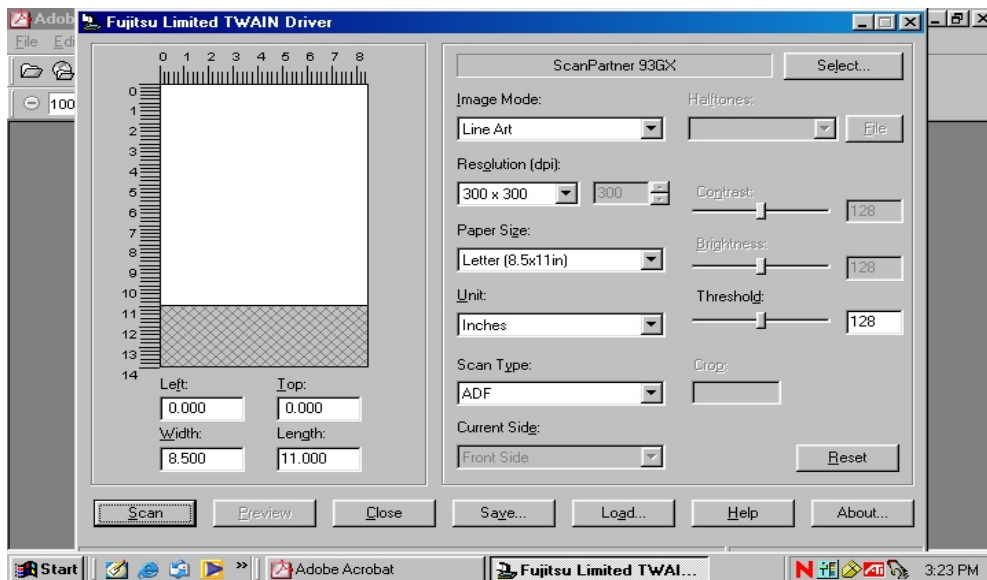 Adob
Fujitsu Limited TWAIN Driver
File Edi
100
0 1 2 3 4 5 6 7 8
0
1
2
3
4
5
6
7
8
9
10
11
12
13
14
Left:
Top:
0.000
0.000
Width:
Length:
8.500
11.000
ScanPartner 93GX
Select...
Image Mode:
Halftones:
Line Art
File
Resolution (dpi):
300 x 300
300
Contrast:
128
Paper Size:
Brightness:
Letter (8.5x11in)
128
Unit:
Threshold:
Inches
128
Scan Type:
Crop:
ADF
Current Side:
Front Side
Reset
Scan
Preview
Close
Save...
Load...
Help
About...
Start
»
Adobe Acrobat
Fujitsu Limited TWAI...
N
ATI
3:23 PM